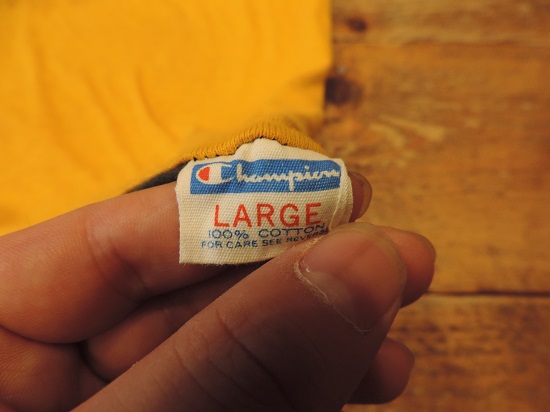 Champion
LARGE
100% COTTON
FOR CARE SEE